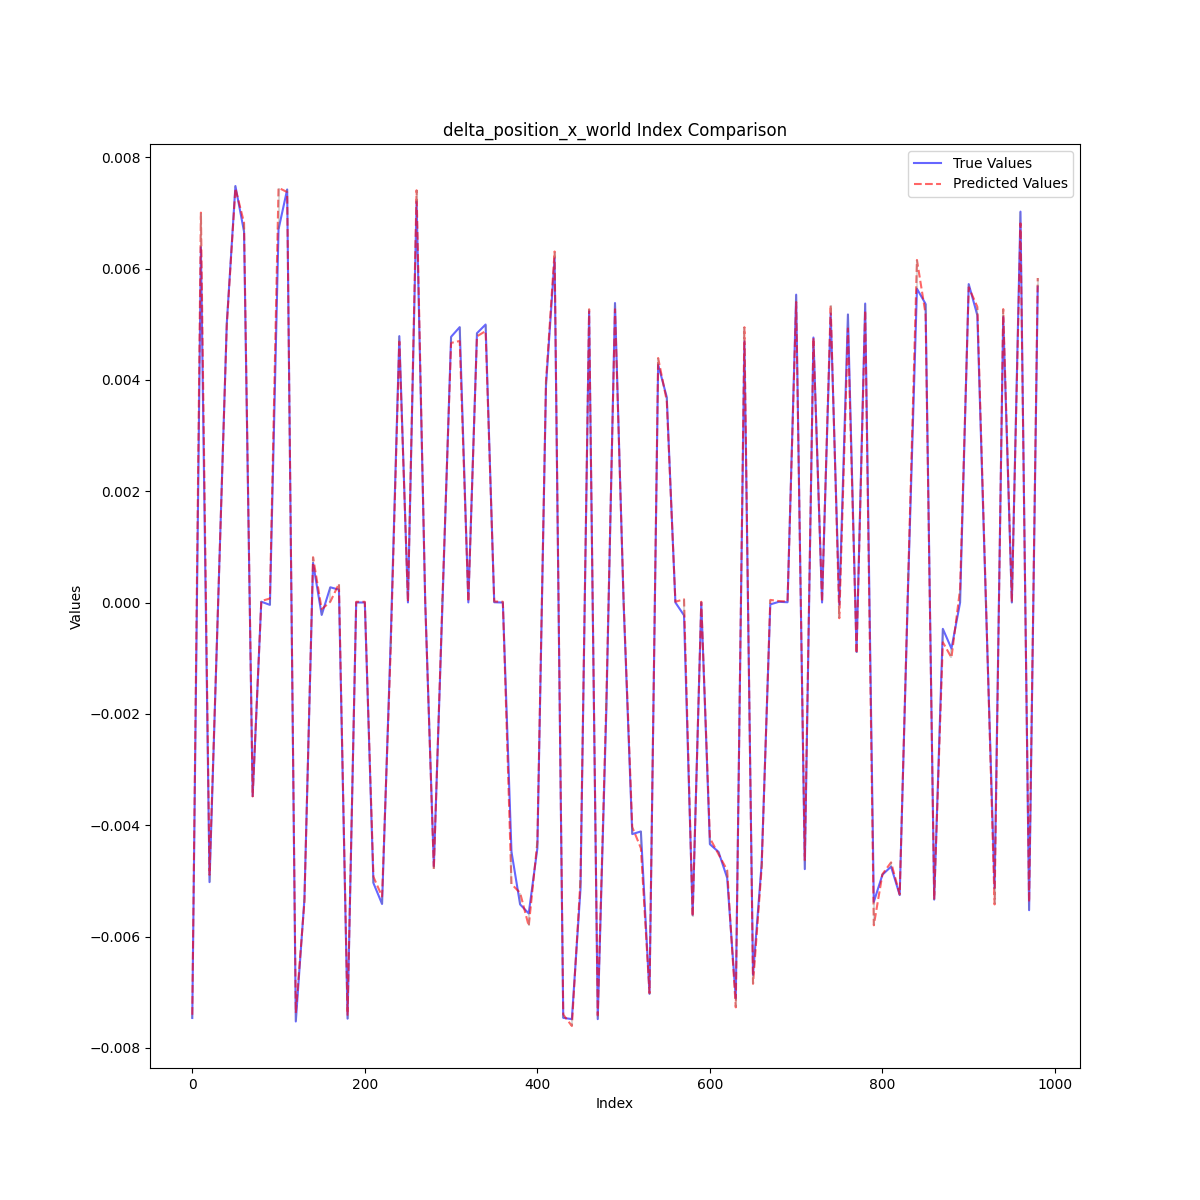 delta_position_x_world Index Comparison
True Values
Predicted Values
0.008
0.006
0.004
0.002
0.000
−0.002
−0.004
−0.006
−0.008
Values
0 200 400 600 800 1000
Index